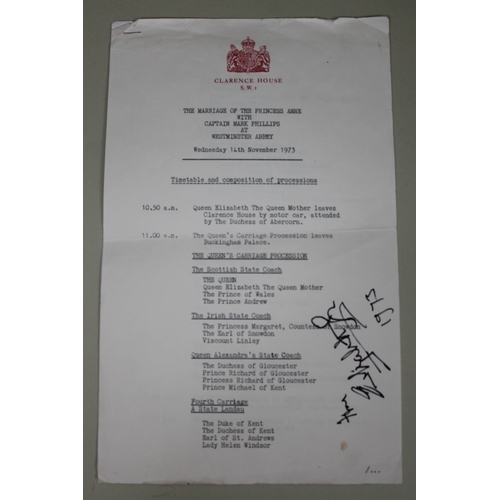 CLARENCE HOUSE
S.W.1
THE MARRIAGE OF THE PRINCESS ANNE
WITH
CAPTAIN MARK PHILLIPS
AT
WESTMINSTER ABBEY
Wednesday 14th November 1973
Timetable and composition of processions
10.50 a.m. Queen Elizabeth The Queen Mother leaves
Clarence House by motor car, attended
by The Duchess of Abercorn.
11.00 a.m. The Queen's Carriage Procession leaves
Buckingham Palace.
THE QUEEN'S CARRIAGE PROCESSION
The Scottish State Coach
THE QUEEN
Queen Elizabeth The Queen Mother
The Prince of Wales
The Prince Andrew
The Irish State Coach
The Princess Margaret, Countess of Snowdon
The Earl of Snowdon
Viscount Linley
Queen Alexandra's State Coach
The Duchess of Gloucester
Prince Richard of Gloucester
Princess Richard of Gloucester
Prince Michael of Kent
Fourth Carriage
A State Landau
The Duke of Kent
The Duchess of Kent
Earl of St. Andrews
Lady Helen Windsor
from
1973
/...